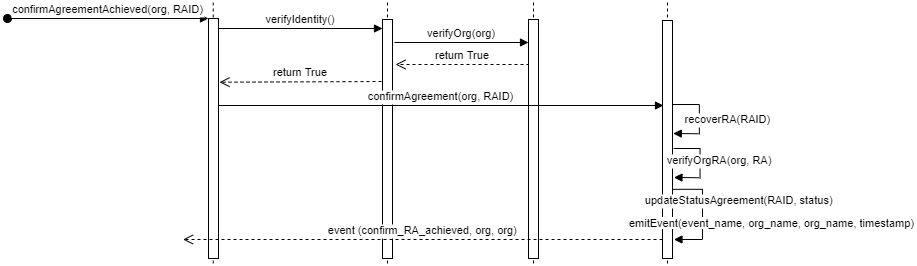 confirmAgreementAchieved(org, RAID)
verifyIdentity()
verifyOrg(org)
return True
return True
confirmAgreement(org, RAID)
recoverRA(RAID)
verifyOrgRA(org, RA)
updateStatusAgreement(RAID, status)
emitEvent(event_name, org_name, org_name, timestamp)
event (confirm_RA_achieved, org, org)